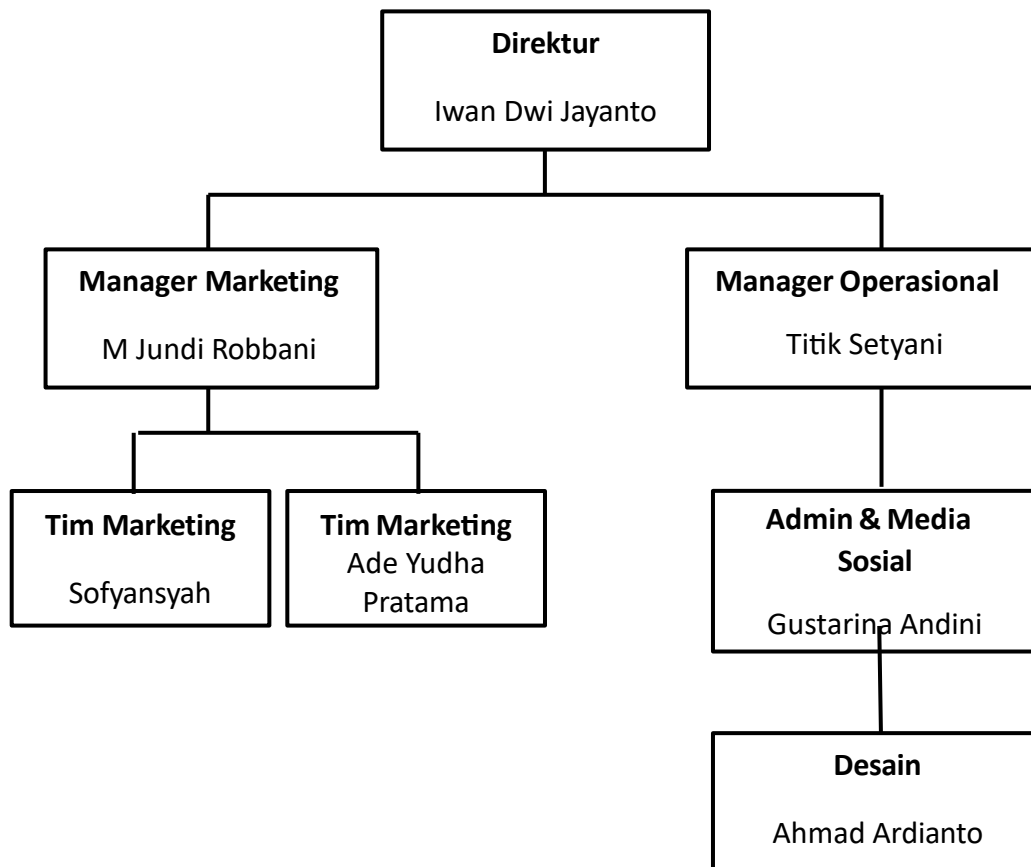 Direktur
Iwan Dwi Jayanto
Manager Marketing
M Jundi Robbani
Manager Operasional
Titik Setyani
Tim Marketing
Sofyansyah
Tim Marketing
Ade Yudha
Pratama
Admin & Media
Sosial
Gustarina Andini
Desain
Ahmad Ardianto